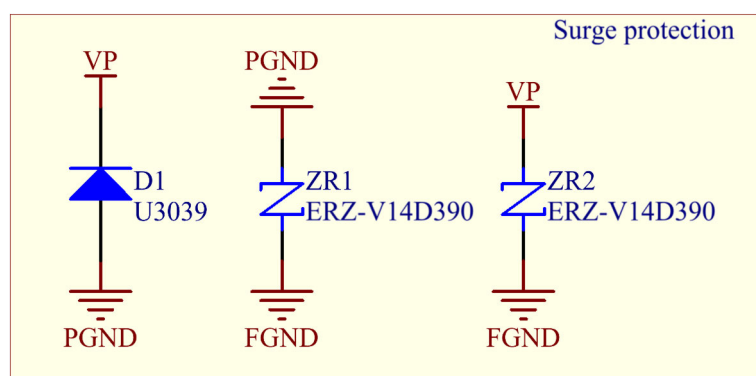 Surge protection
VP
PGND
VP
D1
U3039
ZR1
ERZ-V14D390
ZR2
ERZ-V14D390
PGND
FGND
FGND